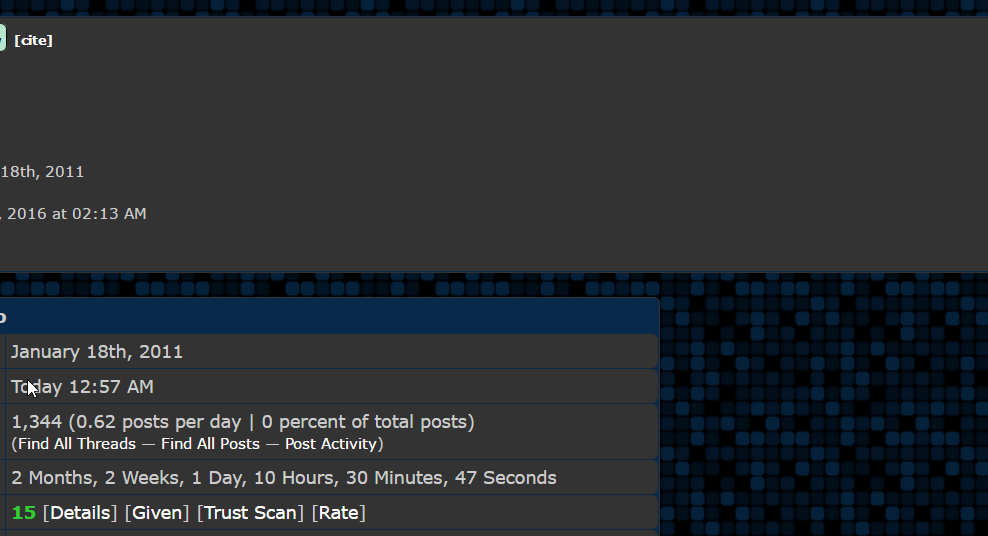 [cite]
18th, 2011
, 2016 at 02:13 AM
January 18th, 2011
Today 12:57 AM
1,344 (0.62 posts per day | 0 percent of total posts)
(Find All Threads — Find All Posts — Post Activity)
2 Months, 2 Weeks, 1 Day, 10 Hours, 30 Minutes, 47 Seconds
15 [Details] [Given] [Trust Scan] [Rate]